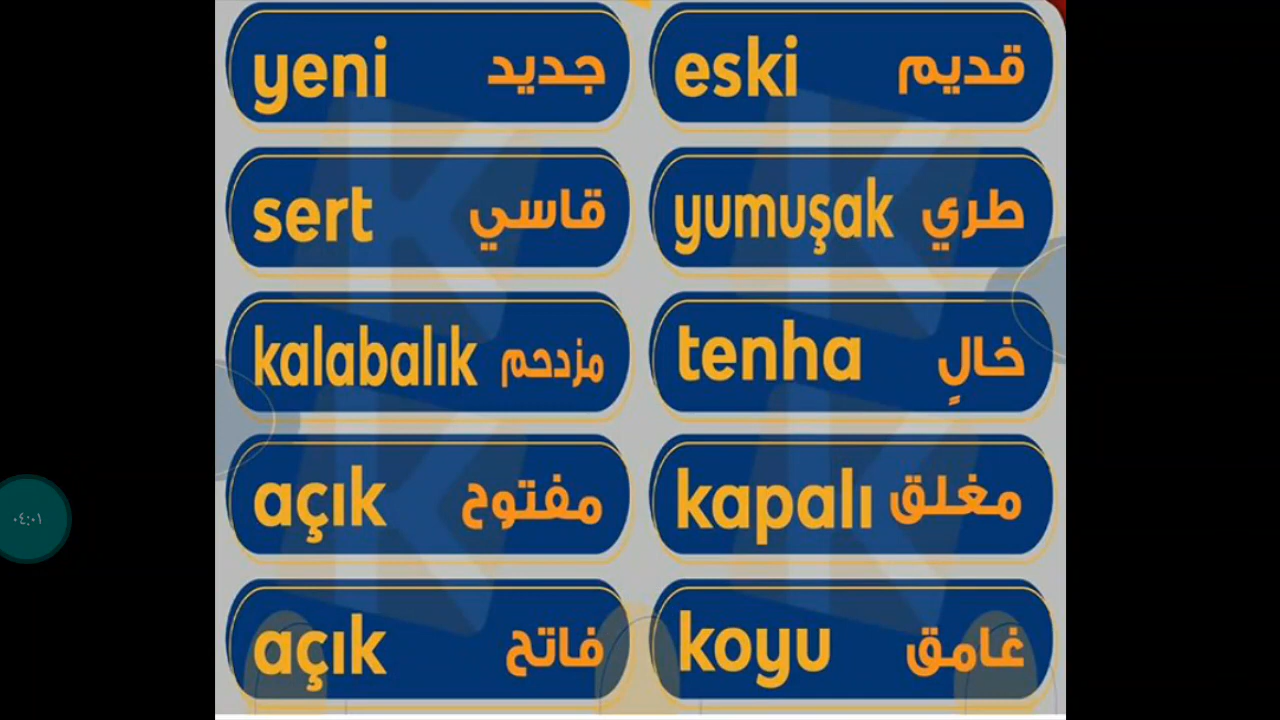 yeni جديد
eski قديم
sert قاسي
yumuşak طري
kalabalık مزدحم
tenha خالٍ
açık مفتوح
kapalı مغلق
٠٤:٠١
açık فاتح
koyu غامق